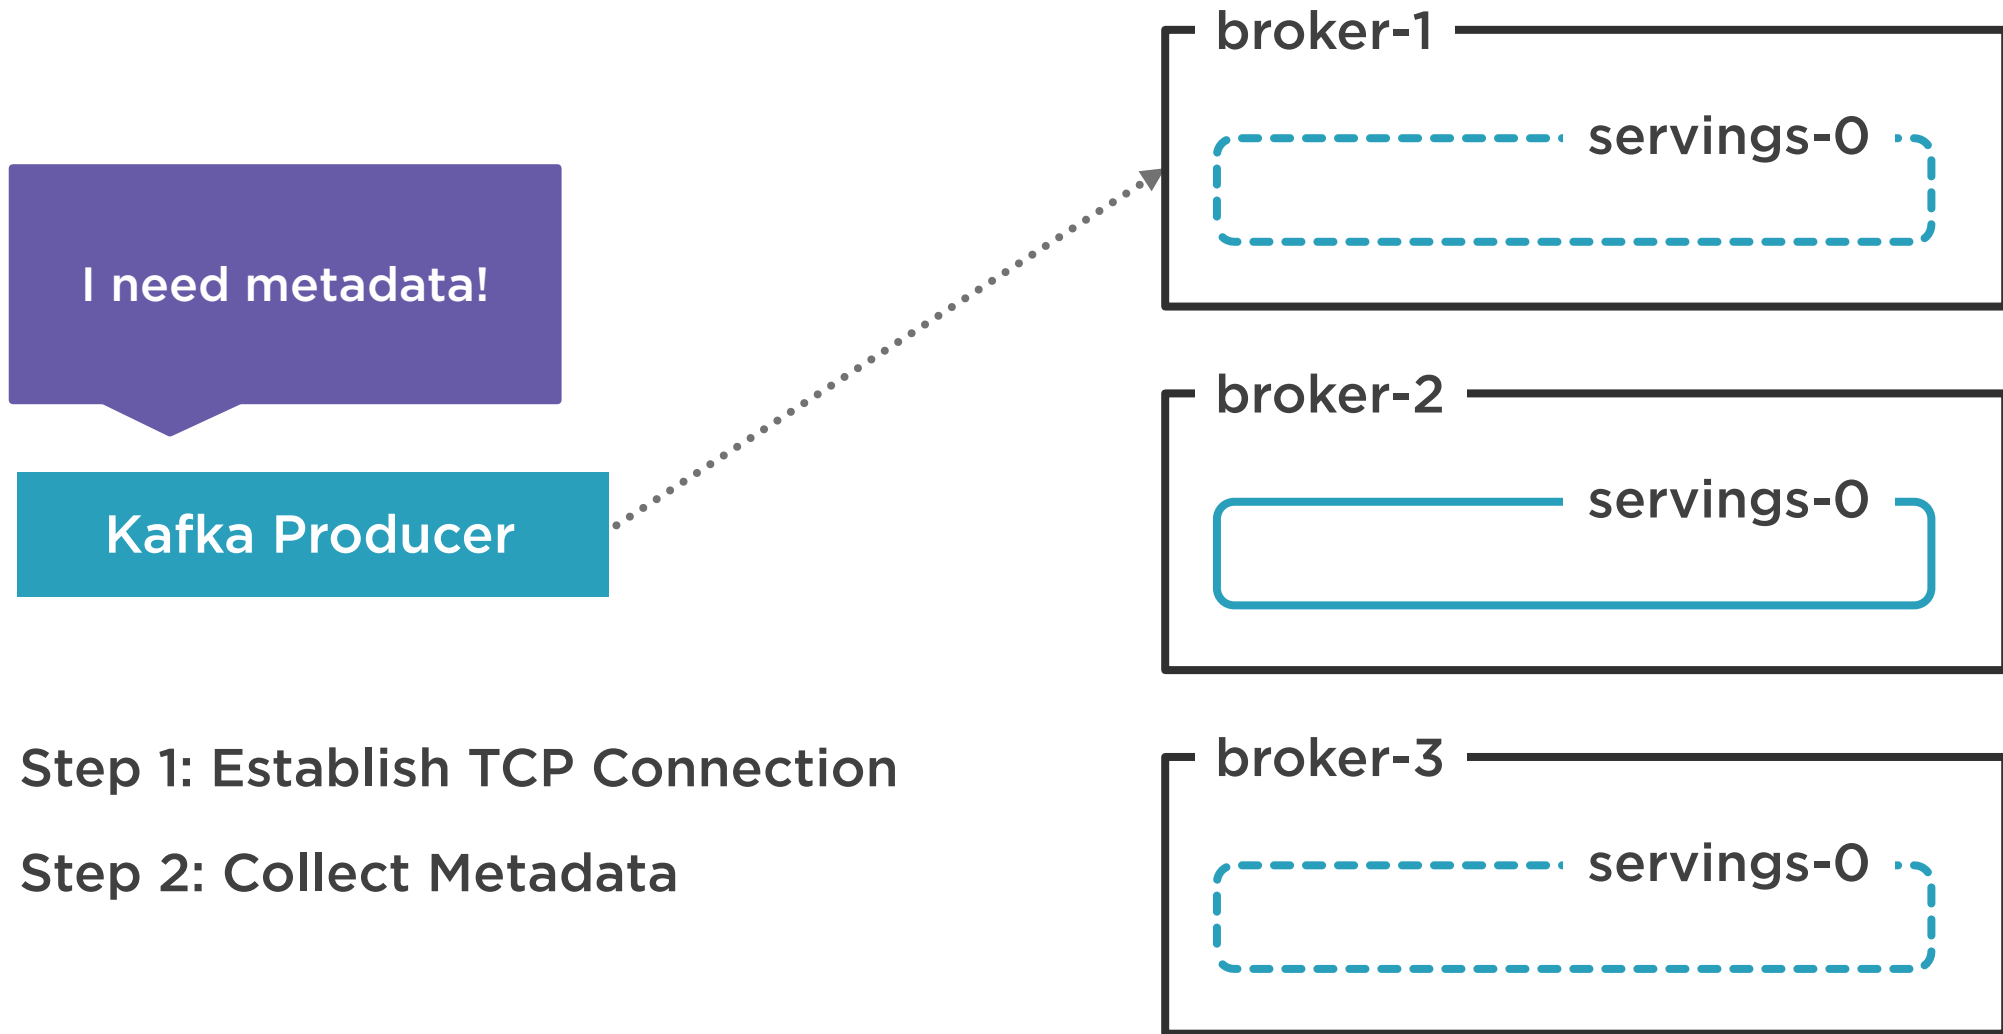 I need metadata!
Kafka Producer
Step 1: Establish TCP Connection
Step 2: Collect Metadata
broker-1
servings-0
broker-2
servings-0
broker-3
servings-0